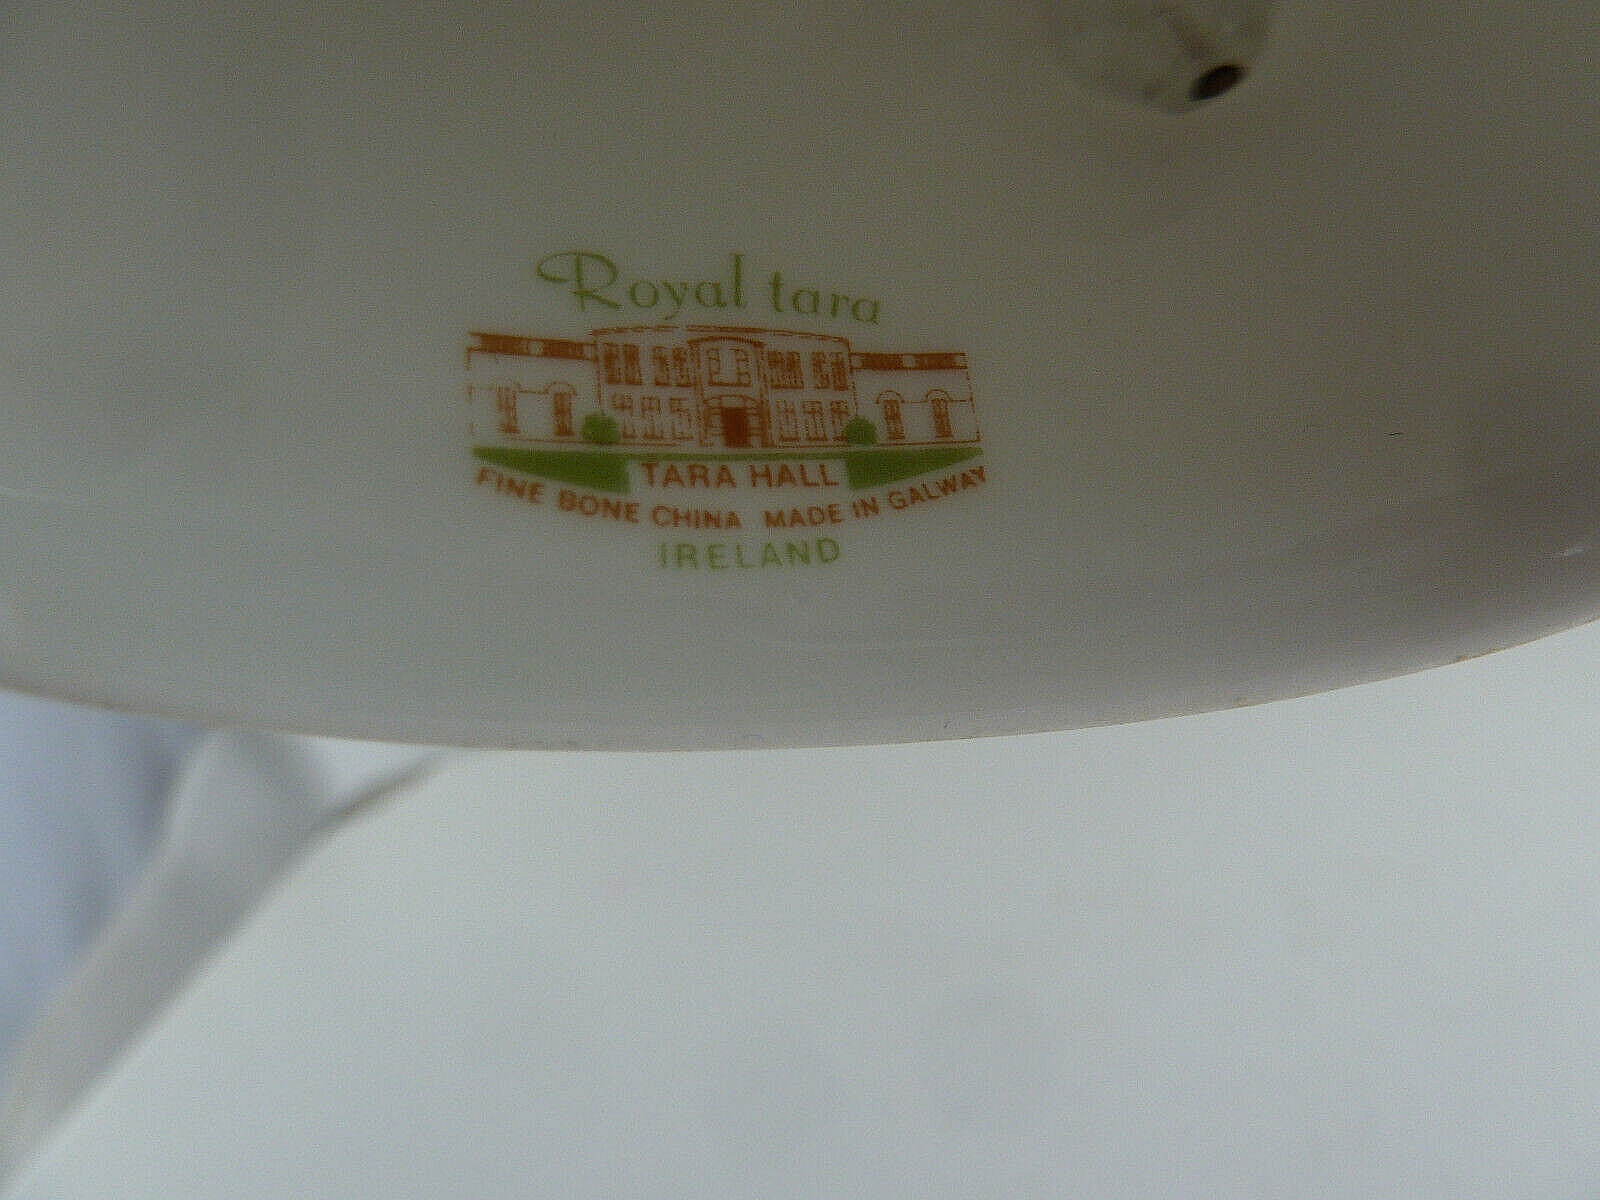 Royal tara
TARA HALL
FINE BONE CHINA MADE IN GALWAY
IRELAND